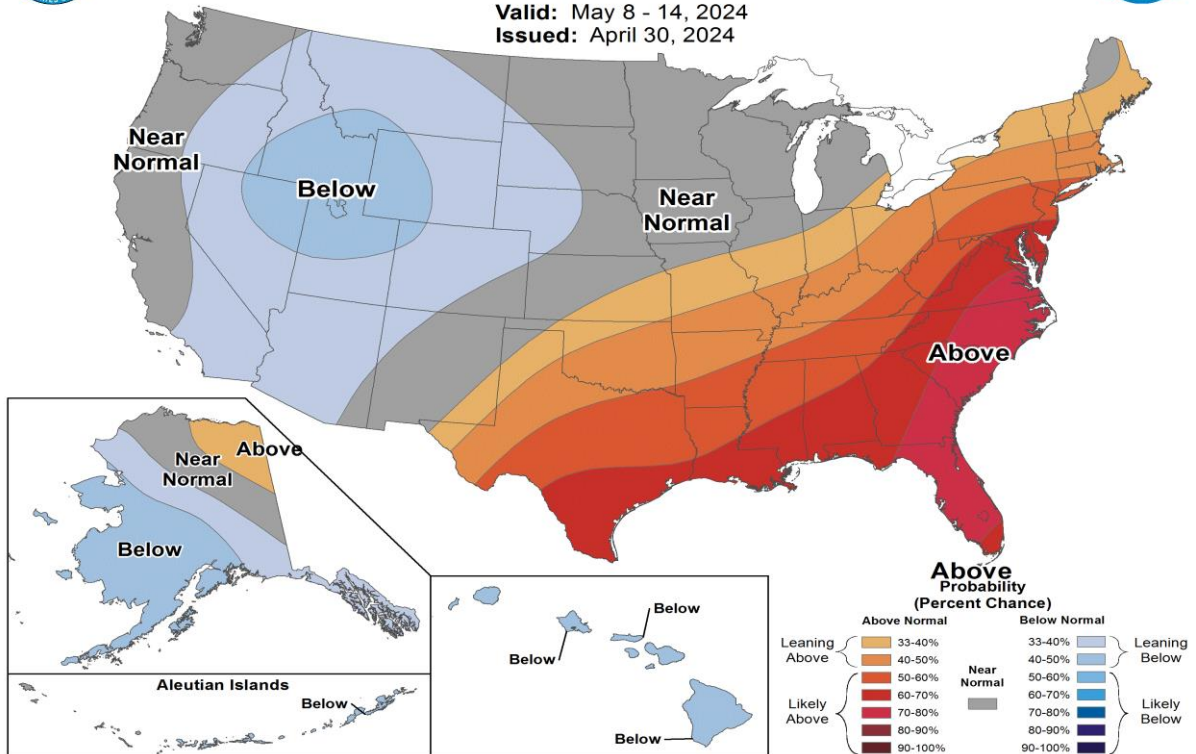 Valid: May 8 - 14, 2024
Issued: April 30, 2024
Near
Normal
Below
Near
Normal
Above
Above
Near
Normal
Above
Below
Aleutian Islands
Below
Below
Below
Below
Probability
(Percent Chance)
Above Normal
Below Normal
Leaning
Above
33-40%
40-50%
Likely
Above
50-60%
60-70%
70-80%
80-90%
90-100%
Near
Normal
33-40%
40-50%
Leaning
Below
50-60%
60-70%
70-80%
80-90%
90-100%
Likely
Below